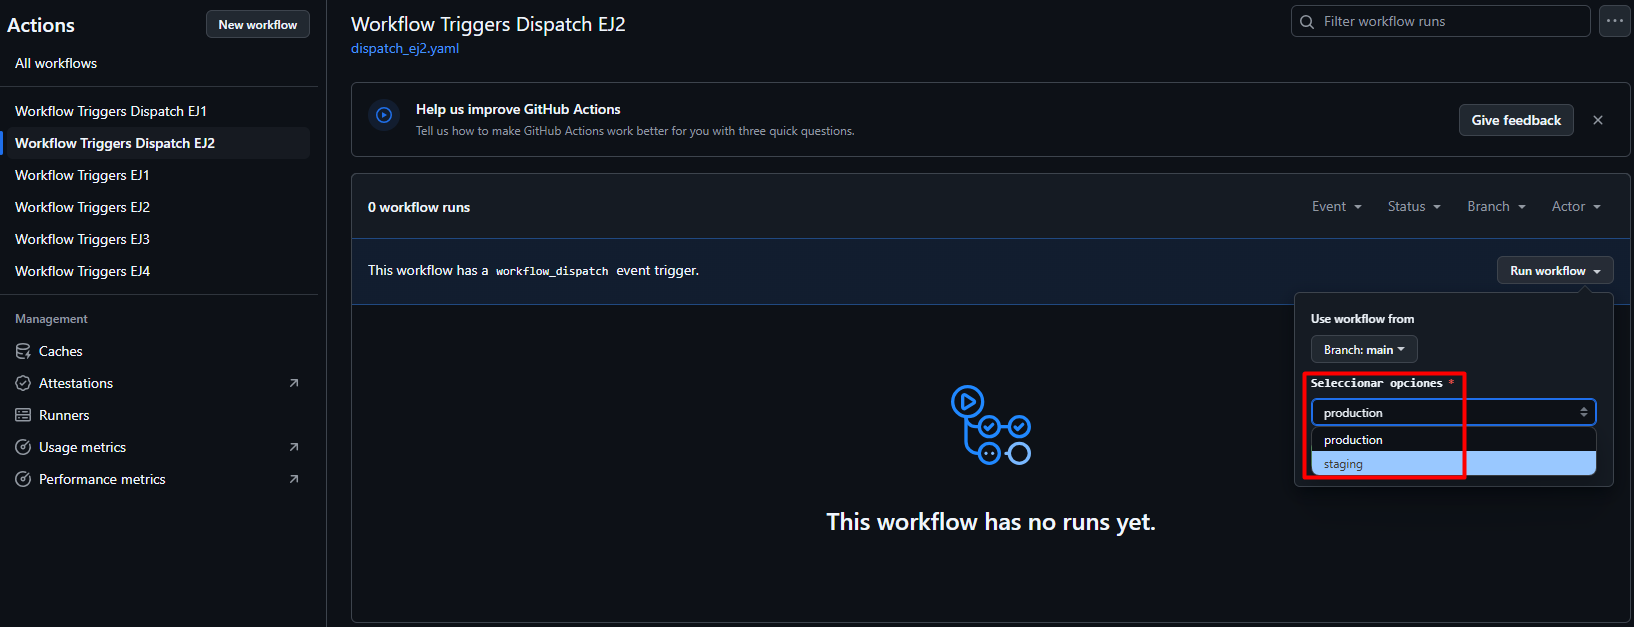 Actions
New workflow
All workflows
Workflow Triggers Dispatch EJ1
Workflow Triggers Dispatch EJ2
Workflow Triggers EJ1
Workflow Triggers EJ2
Workflow Triggers EJ3
Workflow Triggers EJ4
Management
Caches
Attestations
Runners
Usage metrics
Performance metrics
Workflow Triggers Dispatch EJ2
dispatch_ej2.yaml
Filter workflow runs
Help us improve GitHub Actions
Tell us how to make GitHub Actions work better for you with three quick questions.
Give feedback
0 workflow runs
Event
Status
Branch
Actor
This workflow has a workflow_dispatch event trigger.
Run workflow
Use workflow from
Branch: main
Seleccionar opciones *
production
production
staging
This workflow has no runs yet.